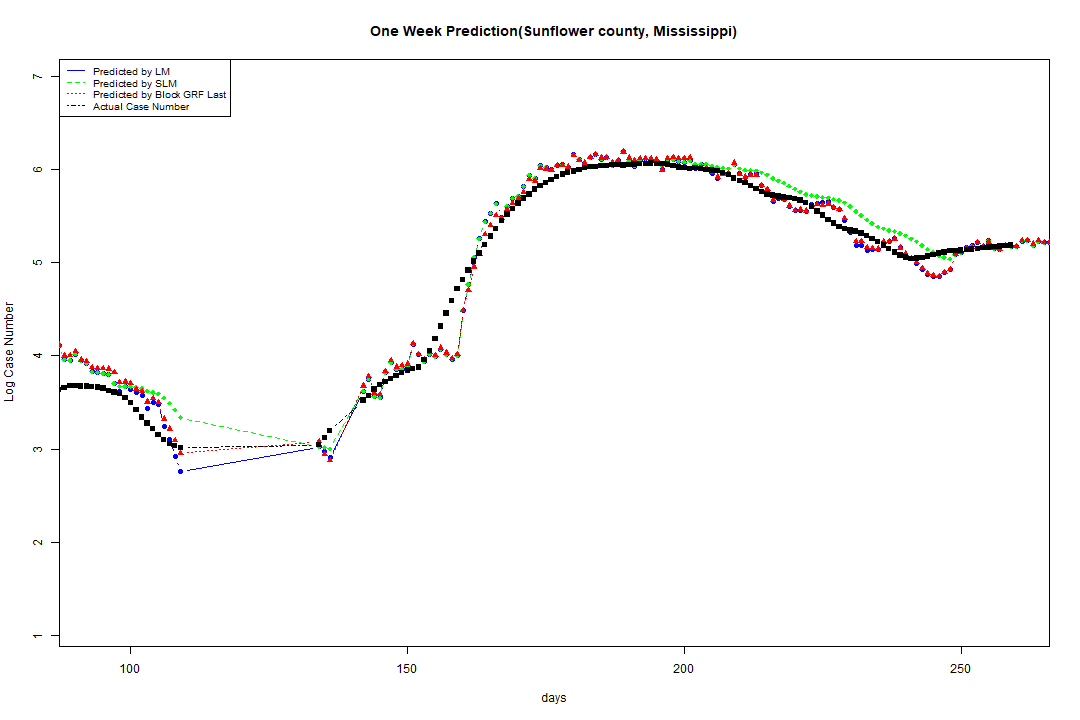 One Week Prediction(Sunflower county, Mississippi)
Predicted by LM
Predicted by SLM
Predicted by Block GRF Last
Actual Case Number
7
6
5
4
3
2
1
Log Case Number
100 150 200 250
days